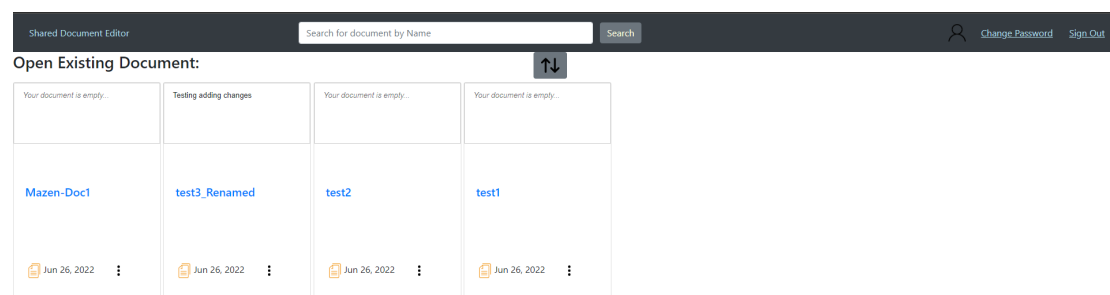 Shared Document Editor
Search for document by Name
Search
Change Password
Sign Out
Open Existing Document:
Your document is empty...
Testing adding changes
Your document is empty...
Your document is empty...
Mazen-Doc1
test3_Renamed
test2
test1
Jun 26, 2022
Jun 26, 2022
Jun 26, 2022
Jun 26, 2022